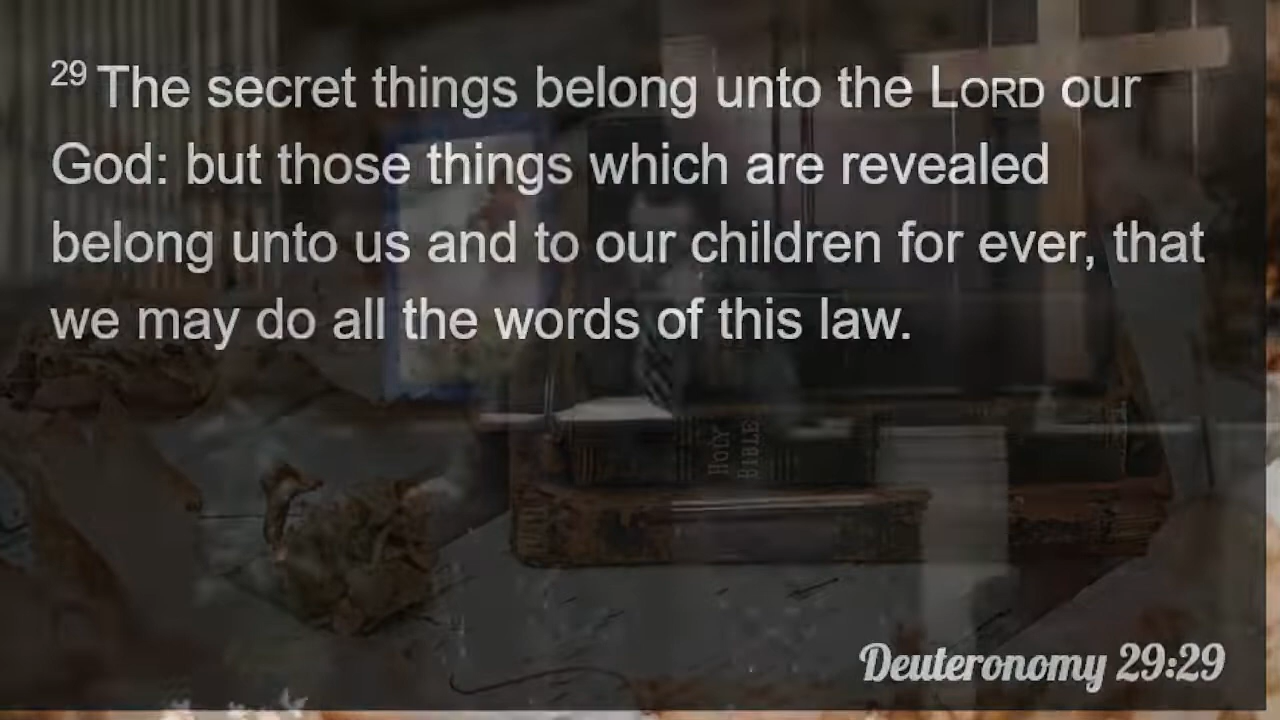 29 The secret things belong unto the LORD our
God: but those things which are revealed
belong unto us and to our children for ever, that
we may do all the words of this law.
HOLY
BIBLE
Deuteronomy 29:29